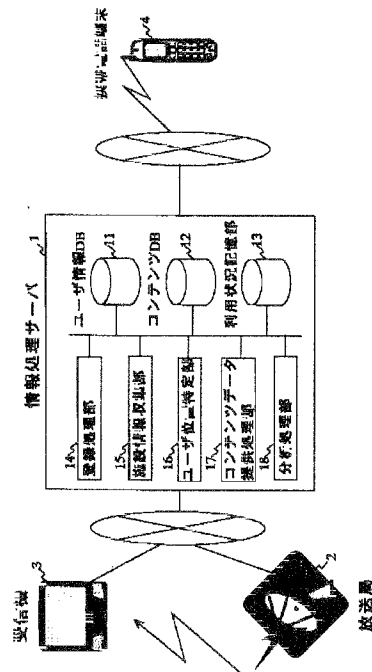 情報処理サーバ
1
ユーザ情報DB
11
コンテンツDB
12
利用状況記憶部
13
14
登録処理部
15
施設情報収集部
16
ユーザ位置特定部
17
コンテンツデータ
提供処理部
18
分析処理部
受信機
3
放送局
2
携帯電話端末
4